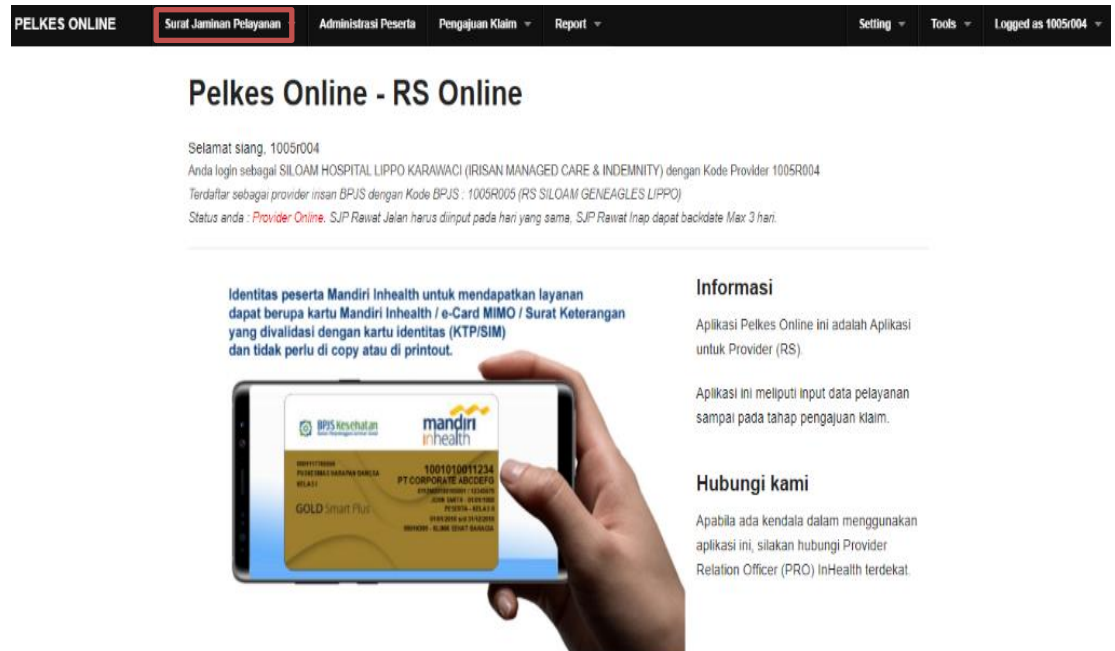 PELKES ONLINE
Surat Jaminan Pelayanan
Administrasi Peserta
Pengajuan Klaim
Report
Setting
Tools
Logged as 1005r004
Pelkes Online - RS Online
Selamat siang, 1005r004
Anda login sebagai SILOAM HOSPITAL LIPPO KARAWACI (IRISAN MANAGED CARE & INDEMNITY) dengan Kode Provider 1005R004
Terdaftar sebagai provider irisan BPJS dengan Kode BPJS : 1005R005 (RS SILOAM GENEAGLES LIPPO)
Status anda : Provider Online, SJP Rawat Jalan harus diinput pada hari yang sama, SJP Rawat Inap dapat backdate Max 3 hari.
Identitas peserta Mandiri Inhealth untuk mendapatkan layanan
dapat berupa kartu Mandiri Inhealth / e-Card MIMO / Surat Keterangan
yang divalidasi dengan kartu identitas (KTP/SIM)
dan tidak perlu di copy atau di printout.
BPJS Kesehatan
mandiri
inhealth
1001010011234
PT CORPORATE ABCDEFG
GOLD Smart Plus
Informasi
Aplikasi Pelkes Online ini adalah Aplikasi
untuk Provider (RS).
Aplikasi ini meliputi input data pelayanan
sampai pada tahap pengajuan klaim.
Hubungi kami
Apabila ada kendala dalam menggunakan
aplikasi ini, silakan hubungi Provider
Relation Officer (PRO) InHealth terdekat.